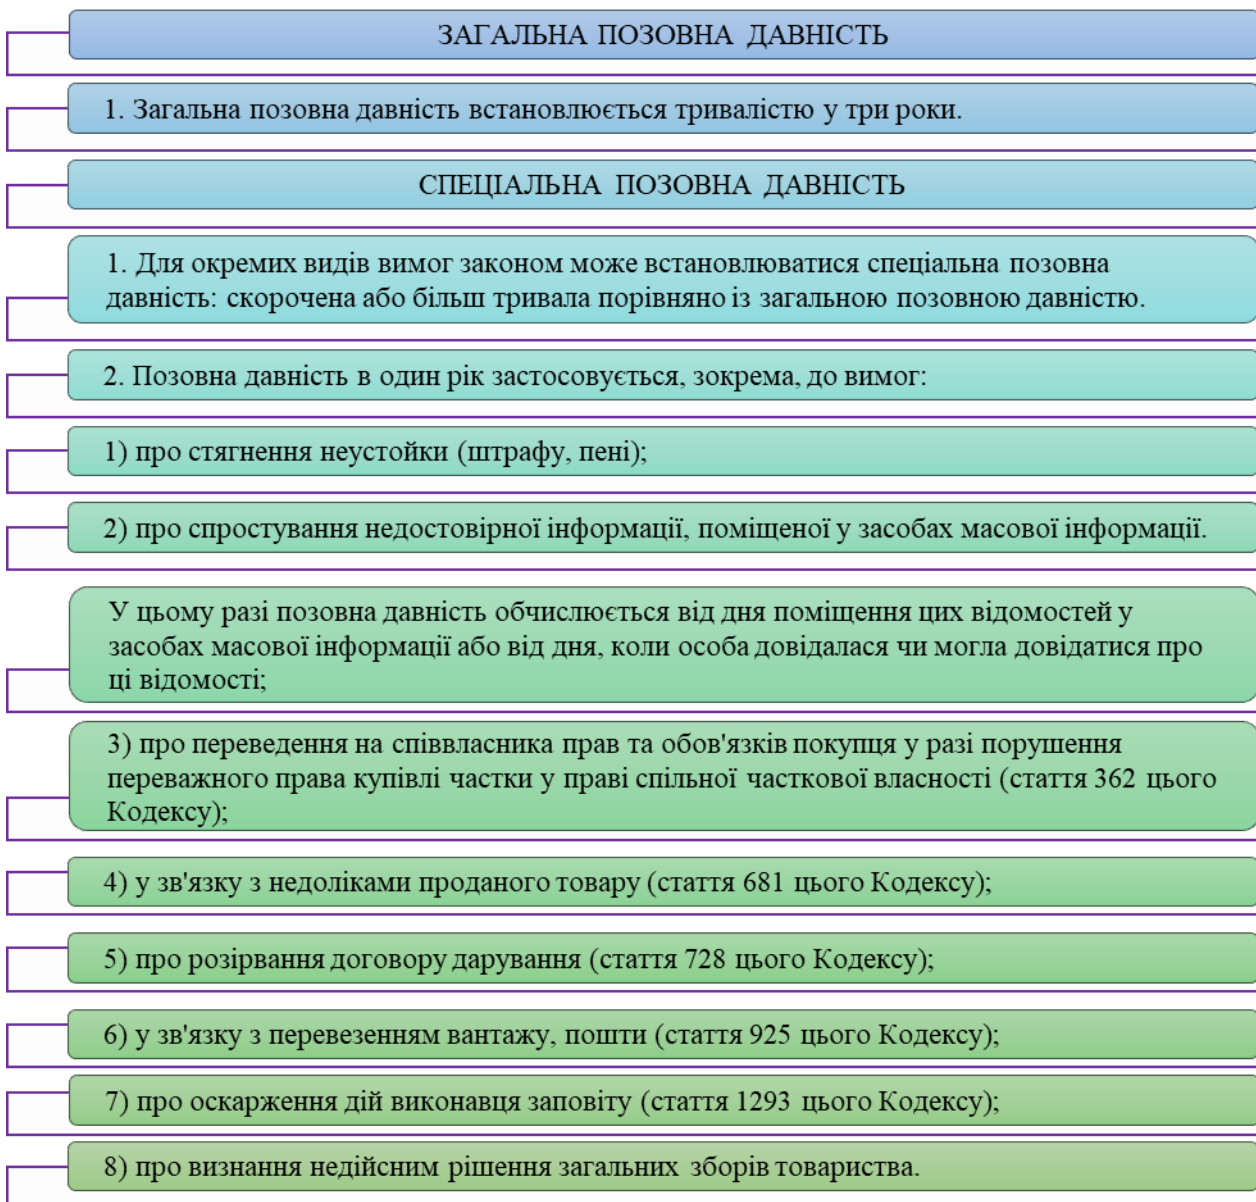 ЗАГАЛЬНА ПОЗОВНА ДАВНІСТЬ
1. Загальна позовна давність встановлюється тривалістю у три роки.
СПЕЦІАЛЬНА ПОЗОВНА ДАВНІСТЬ
1. Для окремих видів вимог законом може встановлюватися спеціальна позовна
давність: скорочена або більш тривала порівняно із загальною позовною давністю.
2. Позовна давність в один рік застосовується, зокрема, до вимог:
1) про стягнення неустойки (штрафу, пені);
2) про спростування недостовірної інформації, поміщеної у засобах масової інформації.
У цьому разі позовна давність обчислюється від дня поміщення цих відомостей у
засобах масової інформації або від дня, коли особа довідалася чи могла довідатися про
ці відомості;
3) про переведення на співвласника прав та обов'язків покупця у разі порушення
переважного права купівлі частки у праві спільної часткової власності (стаття 362 цього
Кодексу);
4) у зв'язку з недоліками проданого товару (стаття 681 цього Кодексу);
5) про розірвання договору дарування (стаття 728 цього Кодексу);
6) у зв'язку з перевезенням вантажу, пошти (стаття 925 цього Кодексу);
7) про оскарження дій виконавця заповіту (стаття 1293 цього Кодексу);
8) про визнання недійсним рішення загальних зборів товариства.